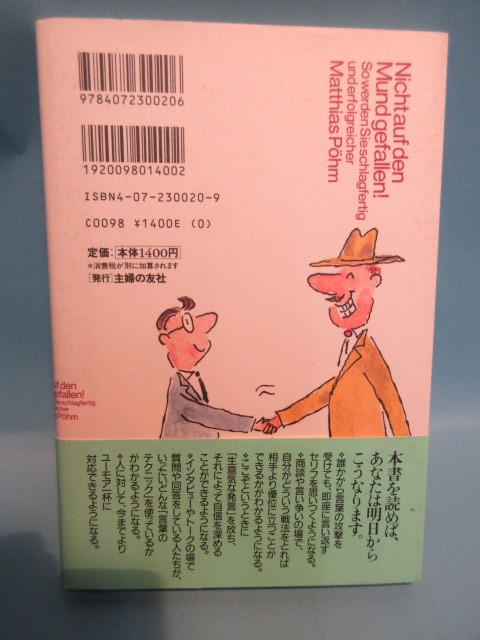 9784072300206
1920098014002
ISBN4-07-230020-9
C0098 ¥1400E (0)
定価:本体1400円
*消費税が別に加算されます
[発行]主婦の友社
Nicht auf den
Mund gefallen!
So werden Sie schlagfertig
und erfolgreicher
Matthias Pöhm
uf den
efallen!
ie schlagfertig
cher
Pöhm
本書を読めば、
あなたは明日から
こうなります。
*誰かから言葉の攻撃を
受けても、即座に言い返す
セリフを思いつくようになる。
*商談や言い争いの場で、
自分がどういう戦法をとれば
相手より優位に立つことが
できるかがわかるようになる。
*ここぞというときに
「生意気な発言」を放ち、
それによって自信を深める
ことができるようになる。
*インタビューやトークの場で
質問や回答をしている人たちが、
いったいどんな「言葉の
テクニック」を使っているか
かわかるようになる。
*人に対して、今までより
ユーモア一杯に
対応できるようになる。